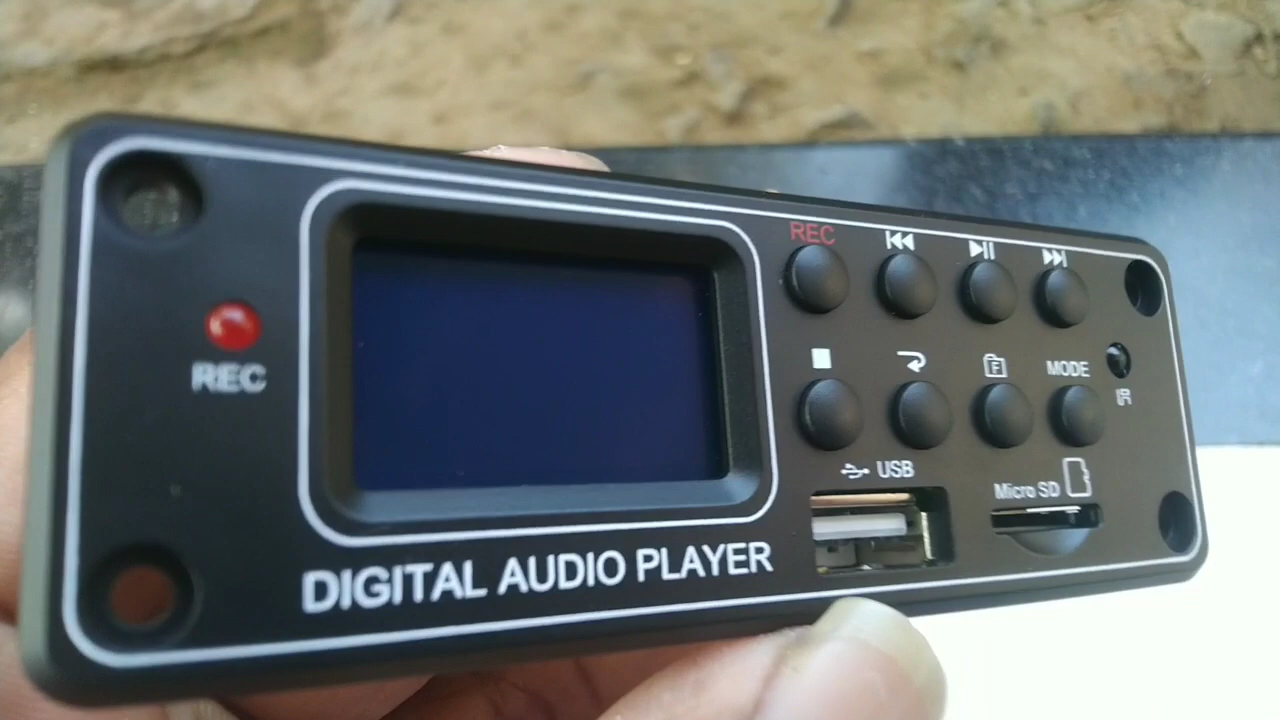 REC
REC
MODE
IR
USB
Micro SD
F
DIGITAL AUDIO PLAYER